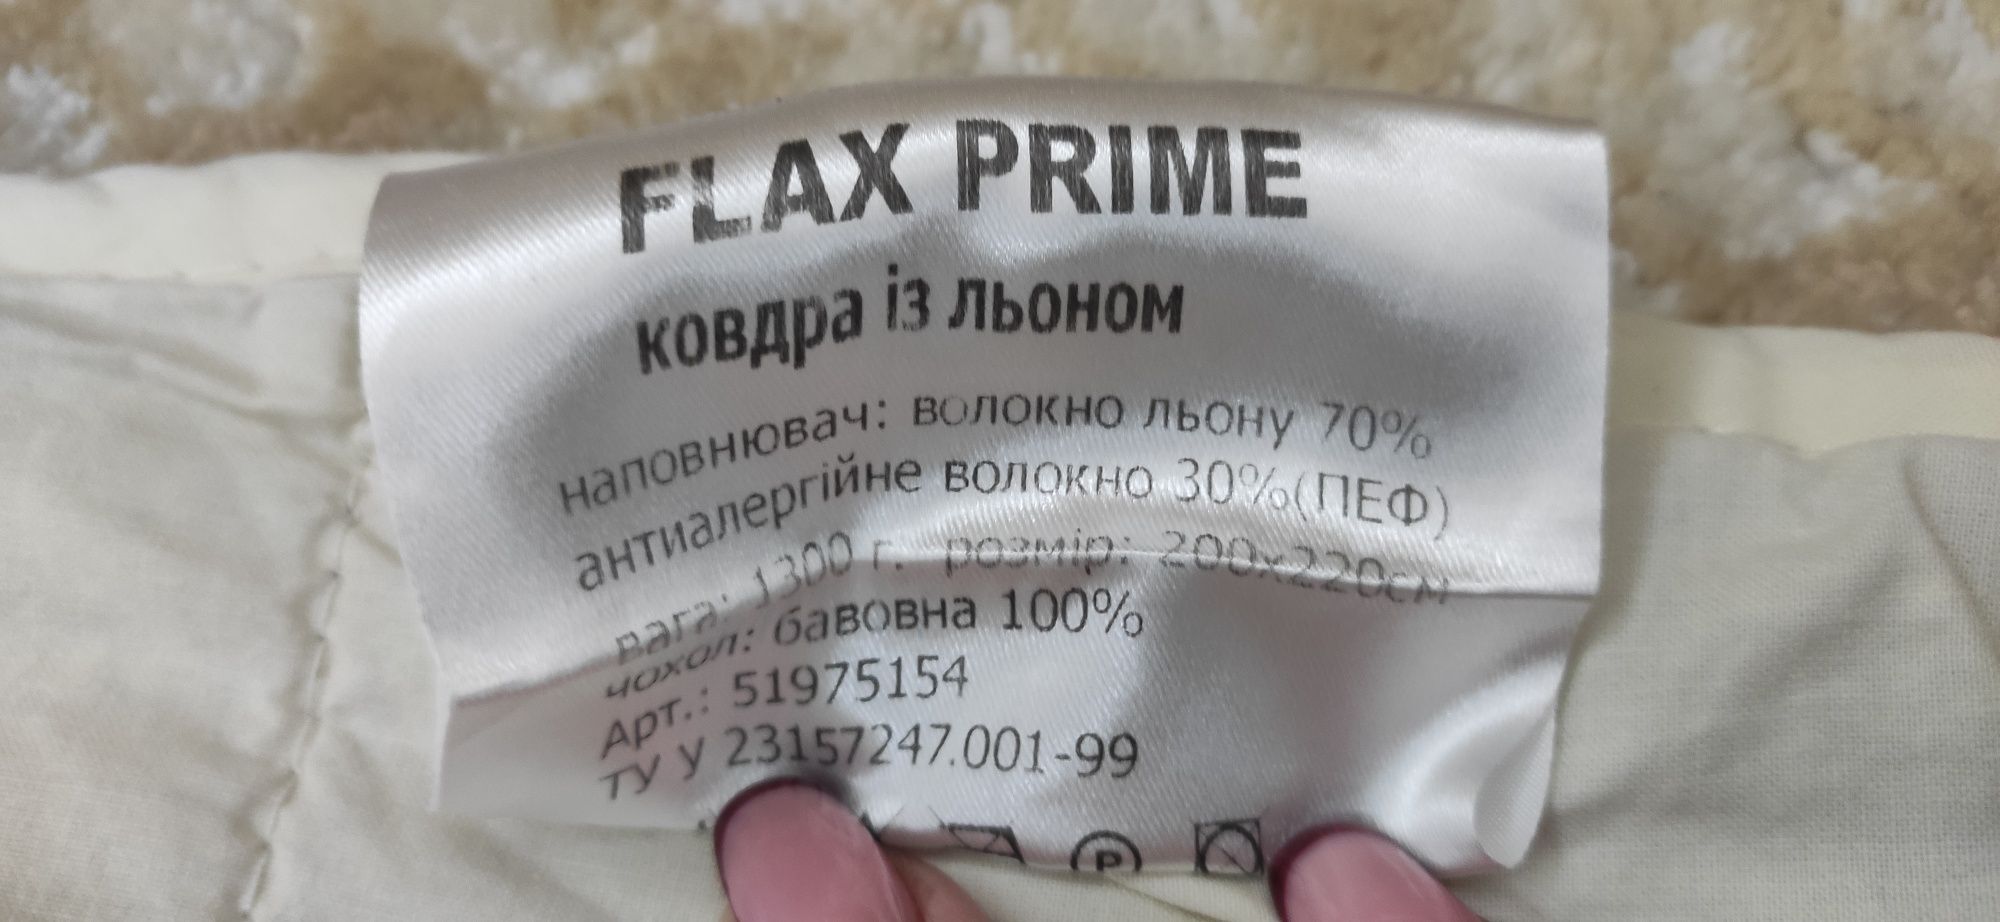 FLAX PRIME
ковдра із льоном
наповнювач: волокно льону 70%
антиалергійне волокно 30%(ПЕФ)
вага: 1300 г. розмір: 200х220см
чохол: бавовна 100%
Арт.: 51975154
ТУ У 23157247.001-99
P